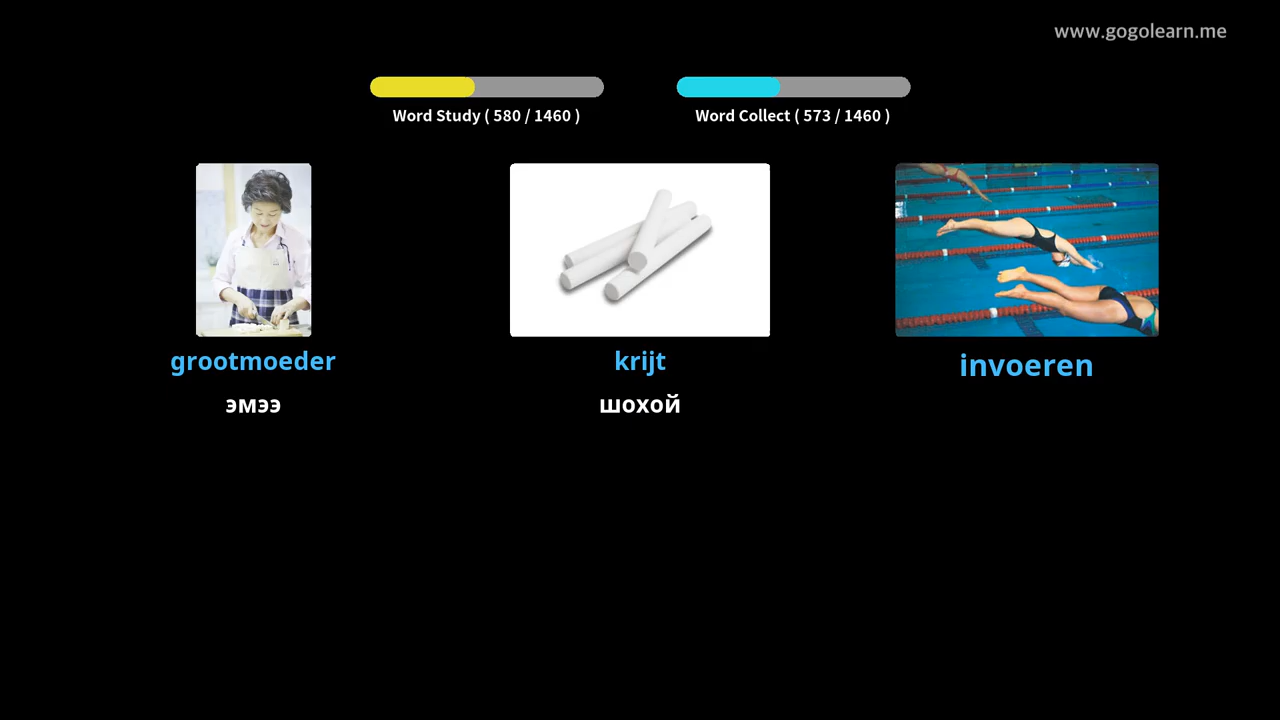 www.gogolearn.me
Word Study ( 580 / 1460 )
Word Collect ( 573 / 1460 )
grootmoeder
krijt
invoeren
эмээ
шохой